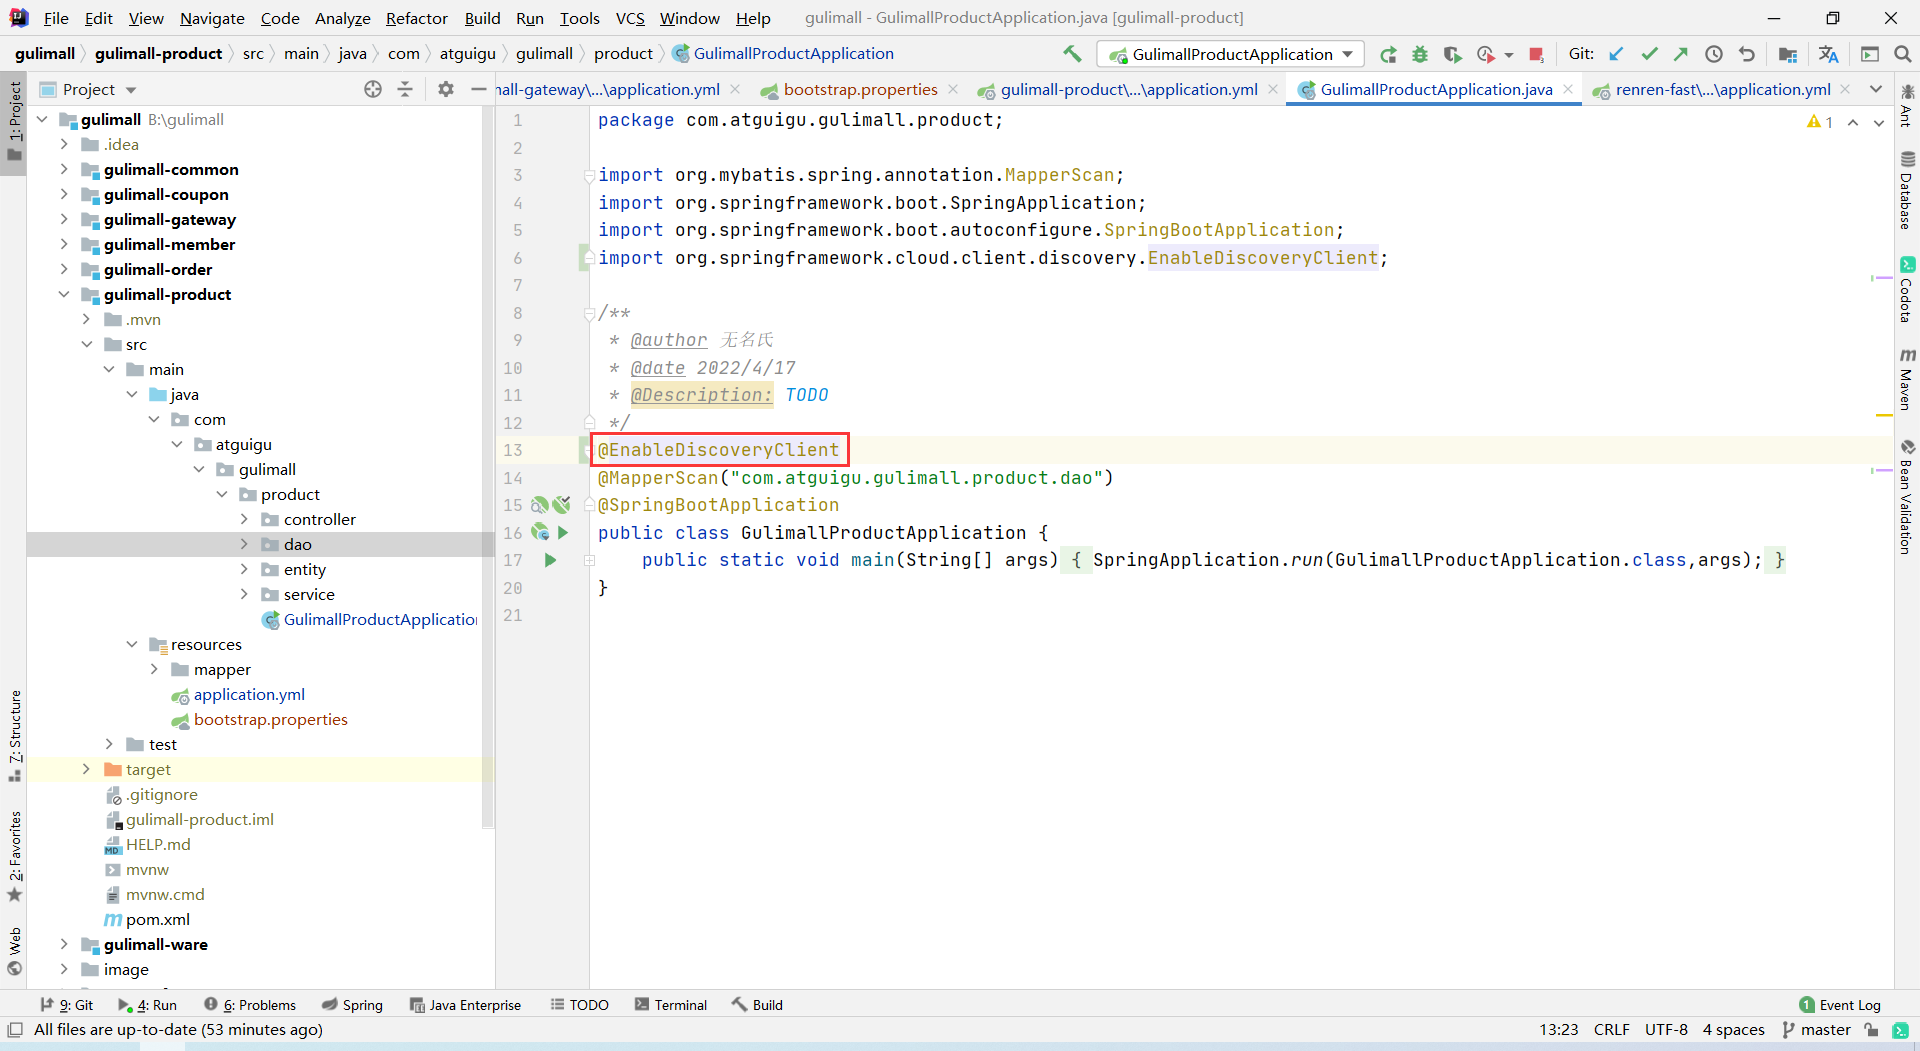 File Edit View Navigate Code Analyze Refactor Build Run Tools VCS Window Help gulimall - GulimallProductApplication.java [gulimall-product]
gulimall gulimall-product src main java com atguigu gulimall product GulimallProductApplication GulimallProductApplication Git:
Project
nall-gateway\...\application.yml bootstrap.properties gulimall-product\...\application.yml GulimallProductApplication.java renren-fast\...\application.yml
1: Project
7: Structure
2: Favorites
Web
gulimall B:\gulimall
.idea
gulimall-common
gulimall-coupon
gulimall-gateway
gulimall-member
gulimall-order
gulimall-product
.mvn
src
main
java
com
atguigu
gulimall
product
controller
dao
entity
service
GulimallProductApplication
resources
mapper
application.yml
bootstrap.properties
test
target
.gitignore
gulimall-product.iml
HELP.md
mvnw
mvnw.cmd
pom.xml
gulimall-ware
image
1 package com.atguigu.gulimall.product;
2
3 import org.mybatis.spring.annotation.MapperScan;
4 import org.springframework.boot.SpringApplication;
5 import org.springframework.boot.autoconfigure.SpringBootApplication;
6 import org.springframework.cloud.client.discovery.EnableDiscoveryClient;
7
8 /**
9 * @author 无名氏
10 * @date 2022/4/17
11 * @Description: TODO
12 */
13 @EnableDiscoveryClient
14 @MapperScan("com.atguigu.gulimall.product.dao")
15 @SpringBootApplication
16 public class GulimallProductApplication {
17 public static void main(String[] args) { SpringApplication.run(GulimallProductApplication.class,args); }
20 }
21
1
Ant
Database
Codota
Maven
Bean Validation
9: Git 4: Run 6: Problems Spring Java Enterprise TODO Terminal Build 1 Event Log
All files are up-to-date (53 minutes ago) 13:23 CRLF UTF-8 4 spaces master